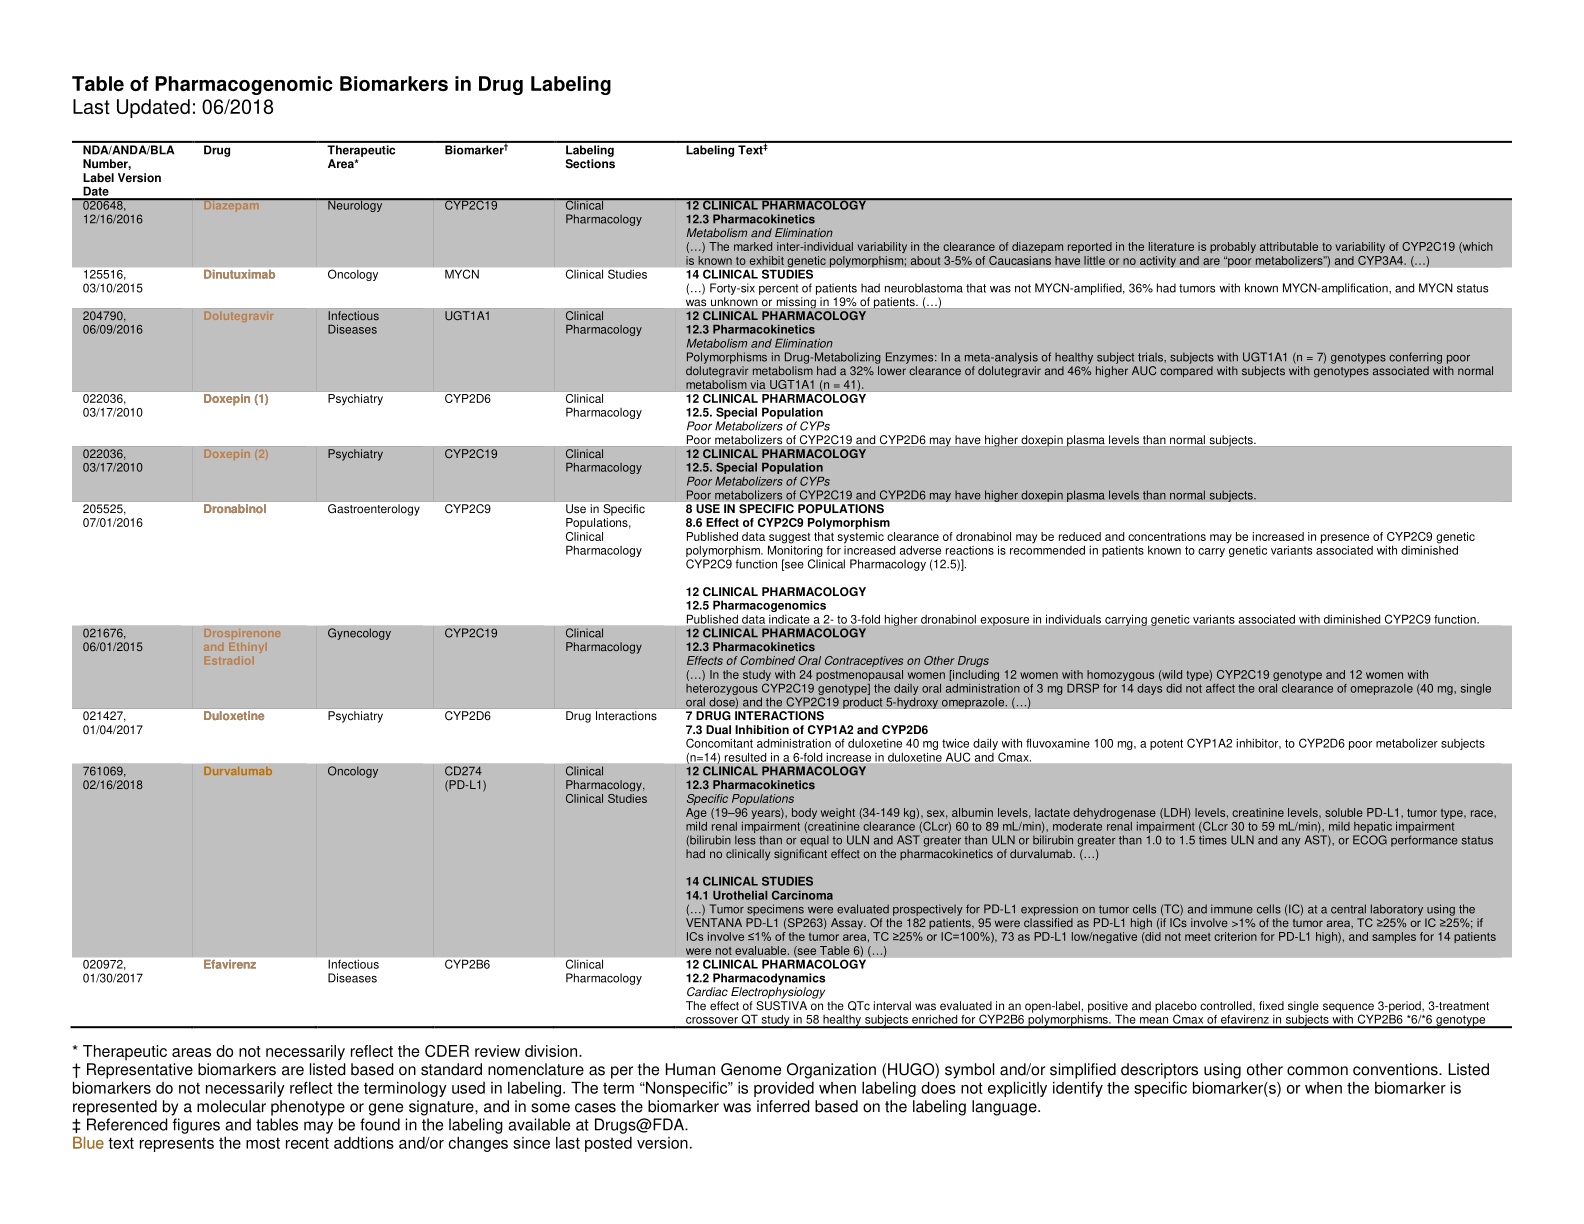 Table of Pharmacogenomic Biomarkers in Drug Labeling
Last Updated: 06/2018
NDA/ANDA/BLA Number, Label Version Date
Drug
Therapeutic Area*
Biomarker†
Labeling Sections
Labeling Text‡
020648, 12/16/2016
Diazepam
Neurology
CYP2C19
Clinical Pharmacology
12 CLINICAL PHARMACOLOGY
12.3 Pharmacokinetics
Metabolism and Elimination
(…) The marked inter-individual variability in the clearance of diazepam reported in the literature is probably attributable to variability of CYP2C19 (which
is known to exhibit genetic polymorphism; about 3-5% of Caucasians have little or no activity and are “poor metabolizers”) and CYP3A4. (…)
125516, 03/10/2015
Dinutuximab
Oncology
MYCN
Clinical Studies
14 CLINICAL STUDIES
(…) Forty-six percent of patients had neuroblastoma that was not MYCN-amplified, 36% had tumors with known MYCN-amplification, and MYCN status
was unknown or missing in 19% of patients. (…)
204790, 06/09/2016
Dolutegravir
Infectious Diseases
UGT1A1
Clinical Pharmacology
12 CLINICAL PHARMACOLOGY
12.3 Pharmacokinetics
Metabolism and Elimination
Polymorphisms in Drug-Metabolizing Enzymes: In a meta-analysis of healthy subject trials, subjects with UGT1A1 (n = 7) genotypes conferring poor
dolutegravir metabolism had a 32% lower clearance of dolutegravir and 46% higher AUC compared with subjects with genotypes associated with normal
metabolism via UGT1A1 (n = 41).
022036, 03/17/2010
Doxepin (1)
Psychiatry
CYP2D6
Clinical Pharmacology
12 CLINICAL PHARMACOLOGY
12.5. Special Population
Poor Metabolizers of CYPs
Poor metabolizers of CYP2C19 and CYP2D6 may have higher doxepin plasma levels than normal subjects.
022036, 03/17/2010
Doxepin (2)
Psychiatry
CYP2C19
Clinical Pharmacology
12 CLINICAL PHARMACOLOGY
12.5. Special Population
Poor Metabolizers of CYPs
Poor metabolizers of CYP2C19 and CYP2D6 may have higher doxepin plasma levels than normal subjects.
205525, 07/01/2016
Dronabinol
Gastroenterology
CYP2C9
Use in Specific Populations, Clinical Pharmacology
8 USE IN SPECIFIC POPULATIONS
8.6 Effect of CYP2C9 Polymorphism
Published data suggest that systemic clearance of dronabinol may be reduced and concentrations may be increased in presence of CYP2C9 genetic
polymorphism. Monitoring for increased adverse reactions is recommended in patients known to carry genetic variants associated with diminished
CYP2C9 function [see Clinical Pharmacology (12.5)].
12 CLINICAL PHARMACOLOGY
12.5 Pharmacogenomics
Published data indicate a 2- to 3-fold higher dronabinol exposure in individuals carrying genetic variants associated with diminished CYP2C9 function.
021676, 06/01/2015
Drospirenone and Ethinyl Estradiol
Gynecology
CYP2C19
Clinical Pharmacology
12 CLINICAL PHARMACOLOGY
12.3 Pharmacokinetics
Effects of Combined Oral Contraceptives on Other Drugs
(…) In the study with 24 postmenopausal women [including 12 women with homozygous (wild type) CYP2C19 genotype and 12 women with
heterozygous CYP2C19 genotype] the daily oral administration of 3 mg DRSP for 14 days did not affect the oral clearance of omeprazole (40 mg, single
oral dose) and the CYP2C19 product 5-hydroxy omeprazole. (…)
021427, 01/04/2017
Duloxetine
Psychiatry
CYP2D6
Drug Interactions
7 DRUG INTERACTIONS
7.3 Dual Inhibition of CYP1A2 and CYP2D6
Concomitant administration of duloxetine 40 mg twice daily with fluvoxamine 100 mg, a potent CYP1A2 inhibitor, to CYP2D6 poor metabolizer subjects
(n=14) resulted in a 6-fold increase in duloxetine AUC and Cmax.
761069, 02/16/2018
Durvalumab
Oncology
CD274 (PD-L1)
Clinical Pharmacology, Clinical Studies
12 CLINICAL PHARMACOLOGY
12.3 Pharmacokinetics
Specific Populations
Age (19–96 years), body weight (34-149 kg), sex, albumin levels, lactate dehydrogenase (LDH) levels, creatinine levels, soluble PD-L1, tumor type, race,
mild renal impairment (creatinine clearance (CLcr) 60 to 89 mL/min), moderate renal impairment (CLcr 30 to 59 mL/min), mild hepatic impairment
(bilirubin less than or equal to ULN and AST greater than ULN or bilirubin greater than 1.0 to 1.5 times ULN and any AST), or ECOG performance status
had no clinically significant effect on the pharmacokinetics of durvalumab. (…)
14 CLINICAL STUDIES
14.1 Urothelial Carcinoma
(…) Tumor specimens were evaluated prospectively for PD-L1 expression on tumor cells (TC) and immune cells (IC) at a central laboratory using the
VENTANA PD-L1 (SP263) Assay. Of the 182 patients, 95 were classified as PD-L1 high (if ICs involve >1% of the tumor area, TC ≥25% or IC ≥25%; if
ICs involve ≤1% of the tumor area, TC ≥25% or IC=100%), 73 as PD-L1 low/negative (did not meet criterion for PD-L1 high), and samples for 14 patients
were not evaluable. (see Table 6) (…)
020972, 01/30/2017
Efavirenz
Infectious Diseases
CYP2B6
Clinical Pharmacology
12 CLINICAL PHARMACOLOGY
12.2 Pharmacodynamics
Cardiac Electrophysiology
The effect of SUSTIVA on the QTc interval was evaluated in an open-label, positive and placebo controlled, fixed single sequence 3-period, 3-treatment
crossover QT study in 58 healthy subjects enriched for CYP2B6 polymorphisms. The mean Cmax of efavirenz in subjects with CYP2B6 *6/*6 genotype
* Therapeutic areas do not necessarily reflect the CDER review division.
† Representative biomarkers are listed based on standard nomenclature as per the Human Genome Organization (HUGO) symbol and/or simplified descriptors using other common conventions. Listed
biomarkers do not necessarily reflect the terminology used in labeling. The term “Nonspecific” is provided when labeling does not explicitly identify the specific biomarker(s) or when the biomarker is
represented by a molecular phenotype or gene signature, and in some cases the biomarker was inferred based on the labeling language.
‡ Referenced figures and tables may be found in the labeling available at Drugs@FDA.
Blue text represents the most recent addtions and/or changes since last posted version.